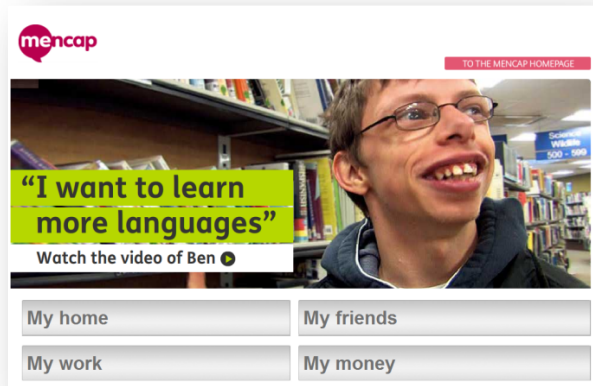 mencap
TO THE MENCAP HOMEPAGE
Science
Wildlife
500 - 599
“I want to learn
more languages”
Watch the video of Ben
My home
My friends
My work
My money